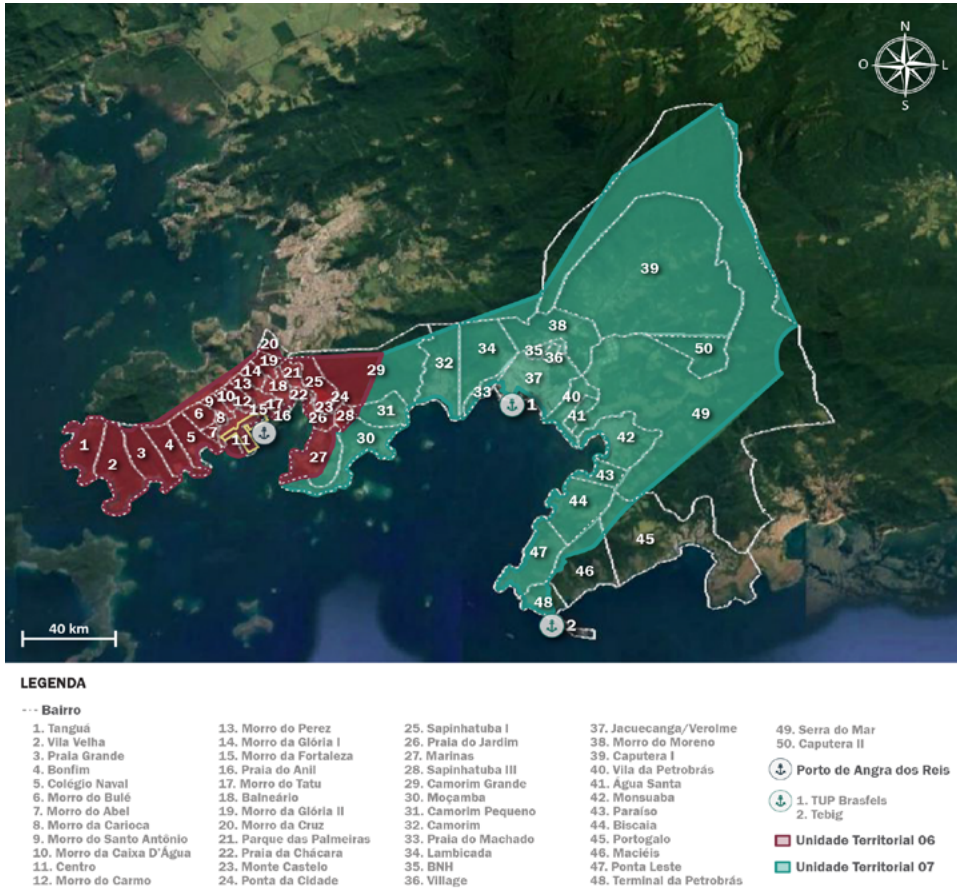 N
O
L
S
39
38
20
34
35
50
19
32
36
14
21
29
37
13
18
25
33
10
22
24
40
1
9
12
17
31
49
6
15
23
28
41
16
26
8
4
5
7
11
30
42
1
3
2
27
43
44
45
47
46
48
2
40 km
LEGENDA
--- Bairro
1. Tanguá
2. Vila Velha
3. Praia Grande
4. Bonfim
5. Colégio Naval
6. Morro do Bulé
7. Morro do Abel
8. Morro da Carioca
9. Morro do Santo Antônio
10. Morro da Caixa D'Água
11. Centro
12. Morro do Carmo
13. Morro do Perez
14. Morro da Glória I
15. Morro da Fortaleza
16. Praia do Anil
17. Morro do Tatu
18. Balneário
19. Morro da Glória II
20. Morro da Cruz
21. Parque das Palmeiras
22. Praia da Chácara
23. Monte Castelo
24. Ponta da Cidade
25. Sapinhatuba I
26. Praia do Jardim
27. Marinas
28. Sapinhatuba III
29. Camorim Grande
30. Moçamba
31. Camorim Pequeno
32. Camorim
33. Praia do Machado
34. Lambicada
35. BNH
36. Village
37. Jacuecanga/Verolme
38. Morro do Moreno
39. Caputera I
40. Vila da Petrobrás
41. Água Santa
42. Monsuaba
43. Paraíso
44. Biscaia
45. Portogalo
46. Maciéis
47. Ponta Leste
48. Terminal da Petrobrás
49. Serra do Mar
50. Caputera II
Porto de Angra dos Reis
1. TUP Brasfels
2. Tebig
Unidade Territorial 06
Unidade Territorial 07